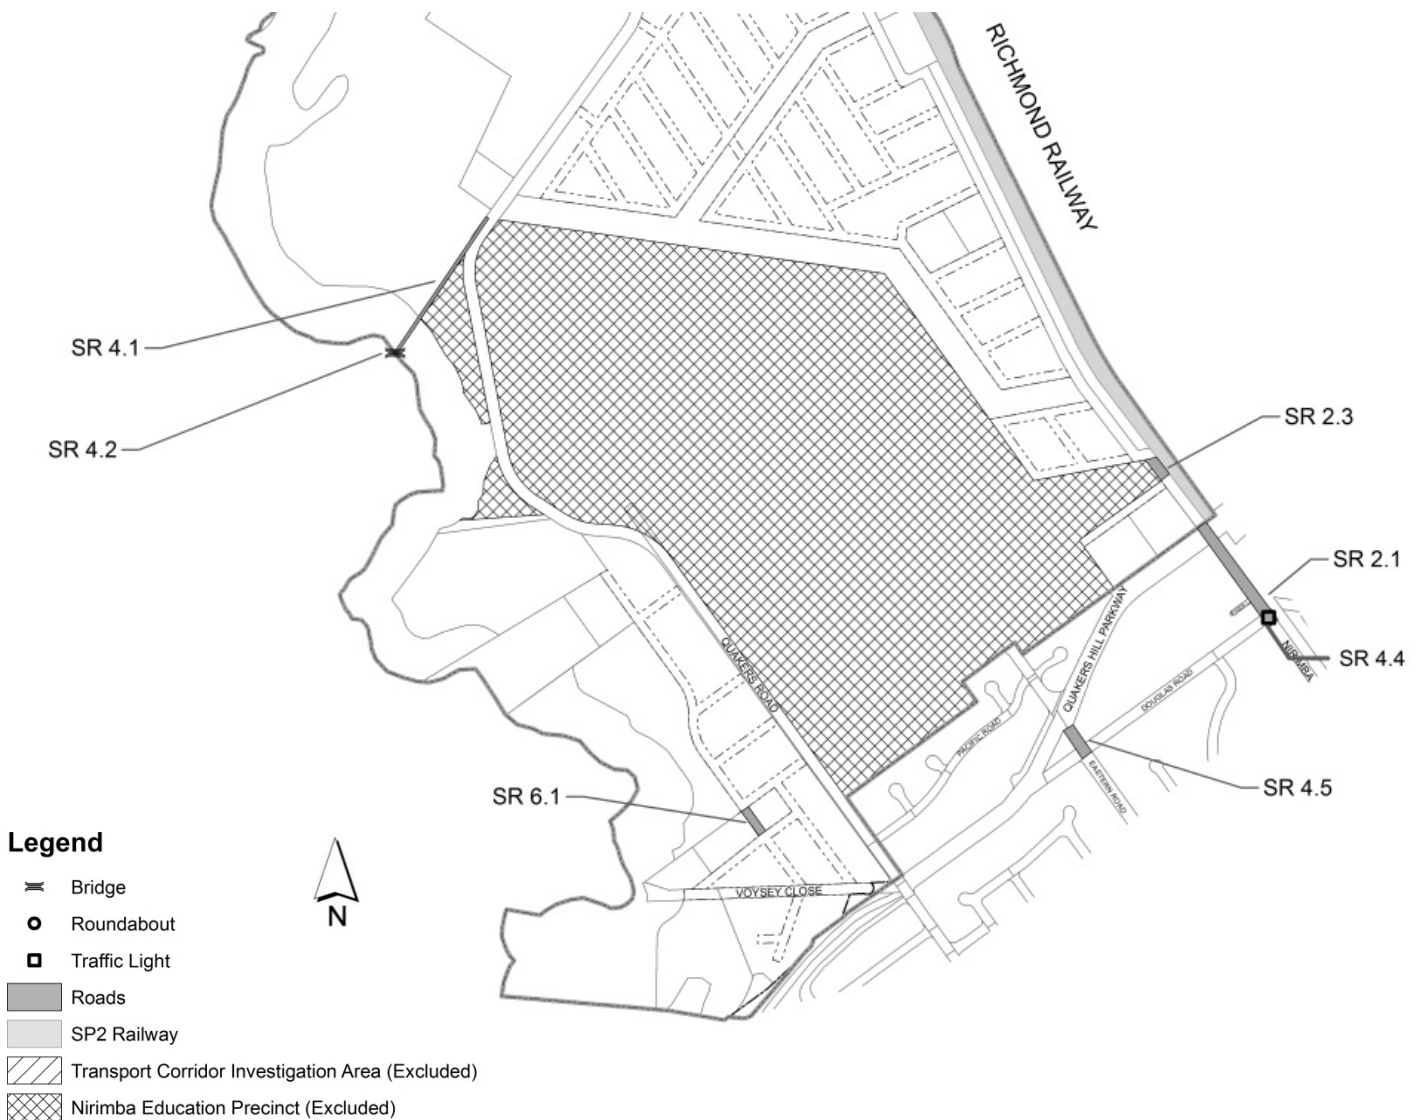 RICHMOND RAILWAY
SR 4.1
SR 4.2
SR 2.3
SR 2.1
SR 4.4
NIRIMBA
QUAKERS HILL PARKWAY
DOUGLAS ROAD
QUAKERS ROAD
PACIFIC ROAD
EASTERN ROAD
SR 4.5
SR 6.1
VOYSEY CLOSE
Legend
Bridge
Roundabout
Traffic Light
Roads
SP2 Railway
Transport Corridor Investigation Area (Excluded)
Nirimba Education Precinct (Excluded)
N